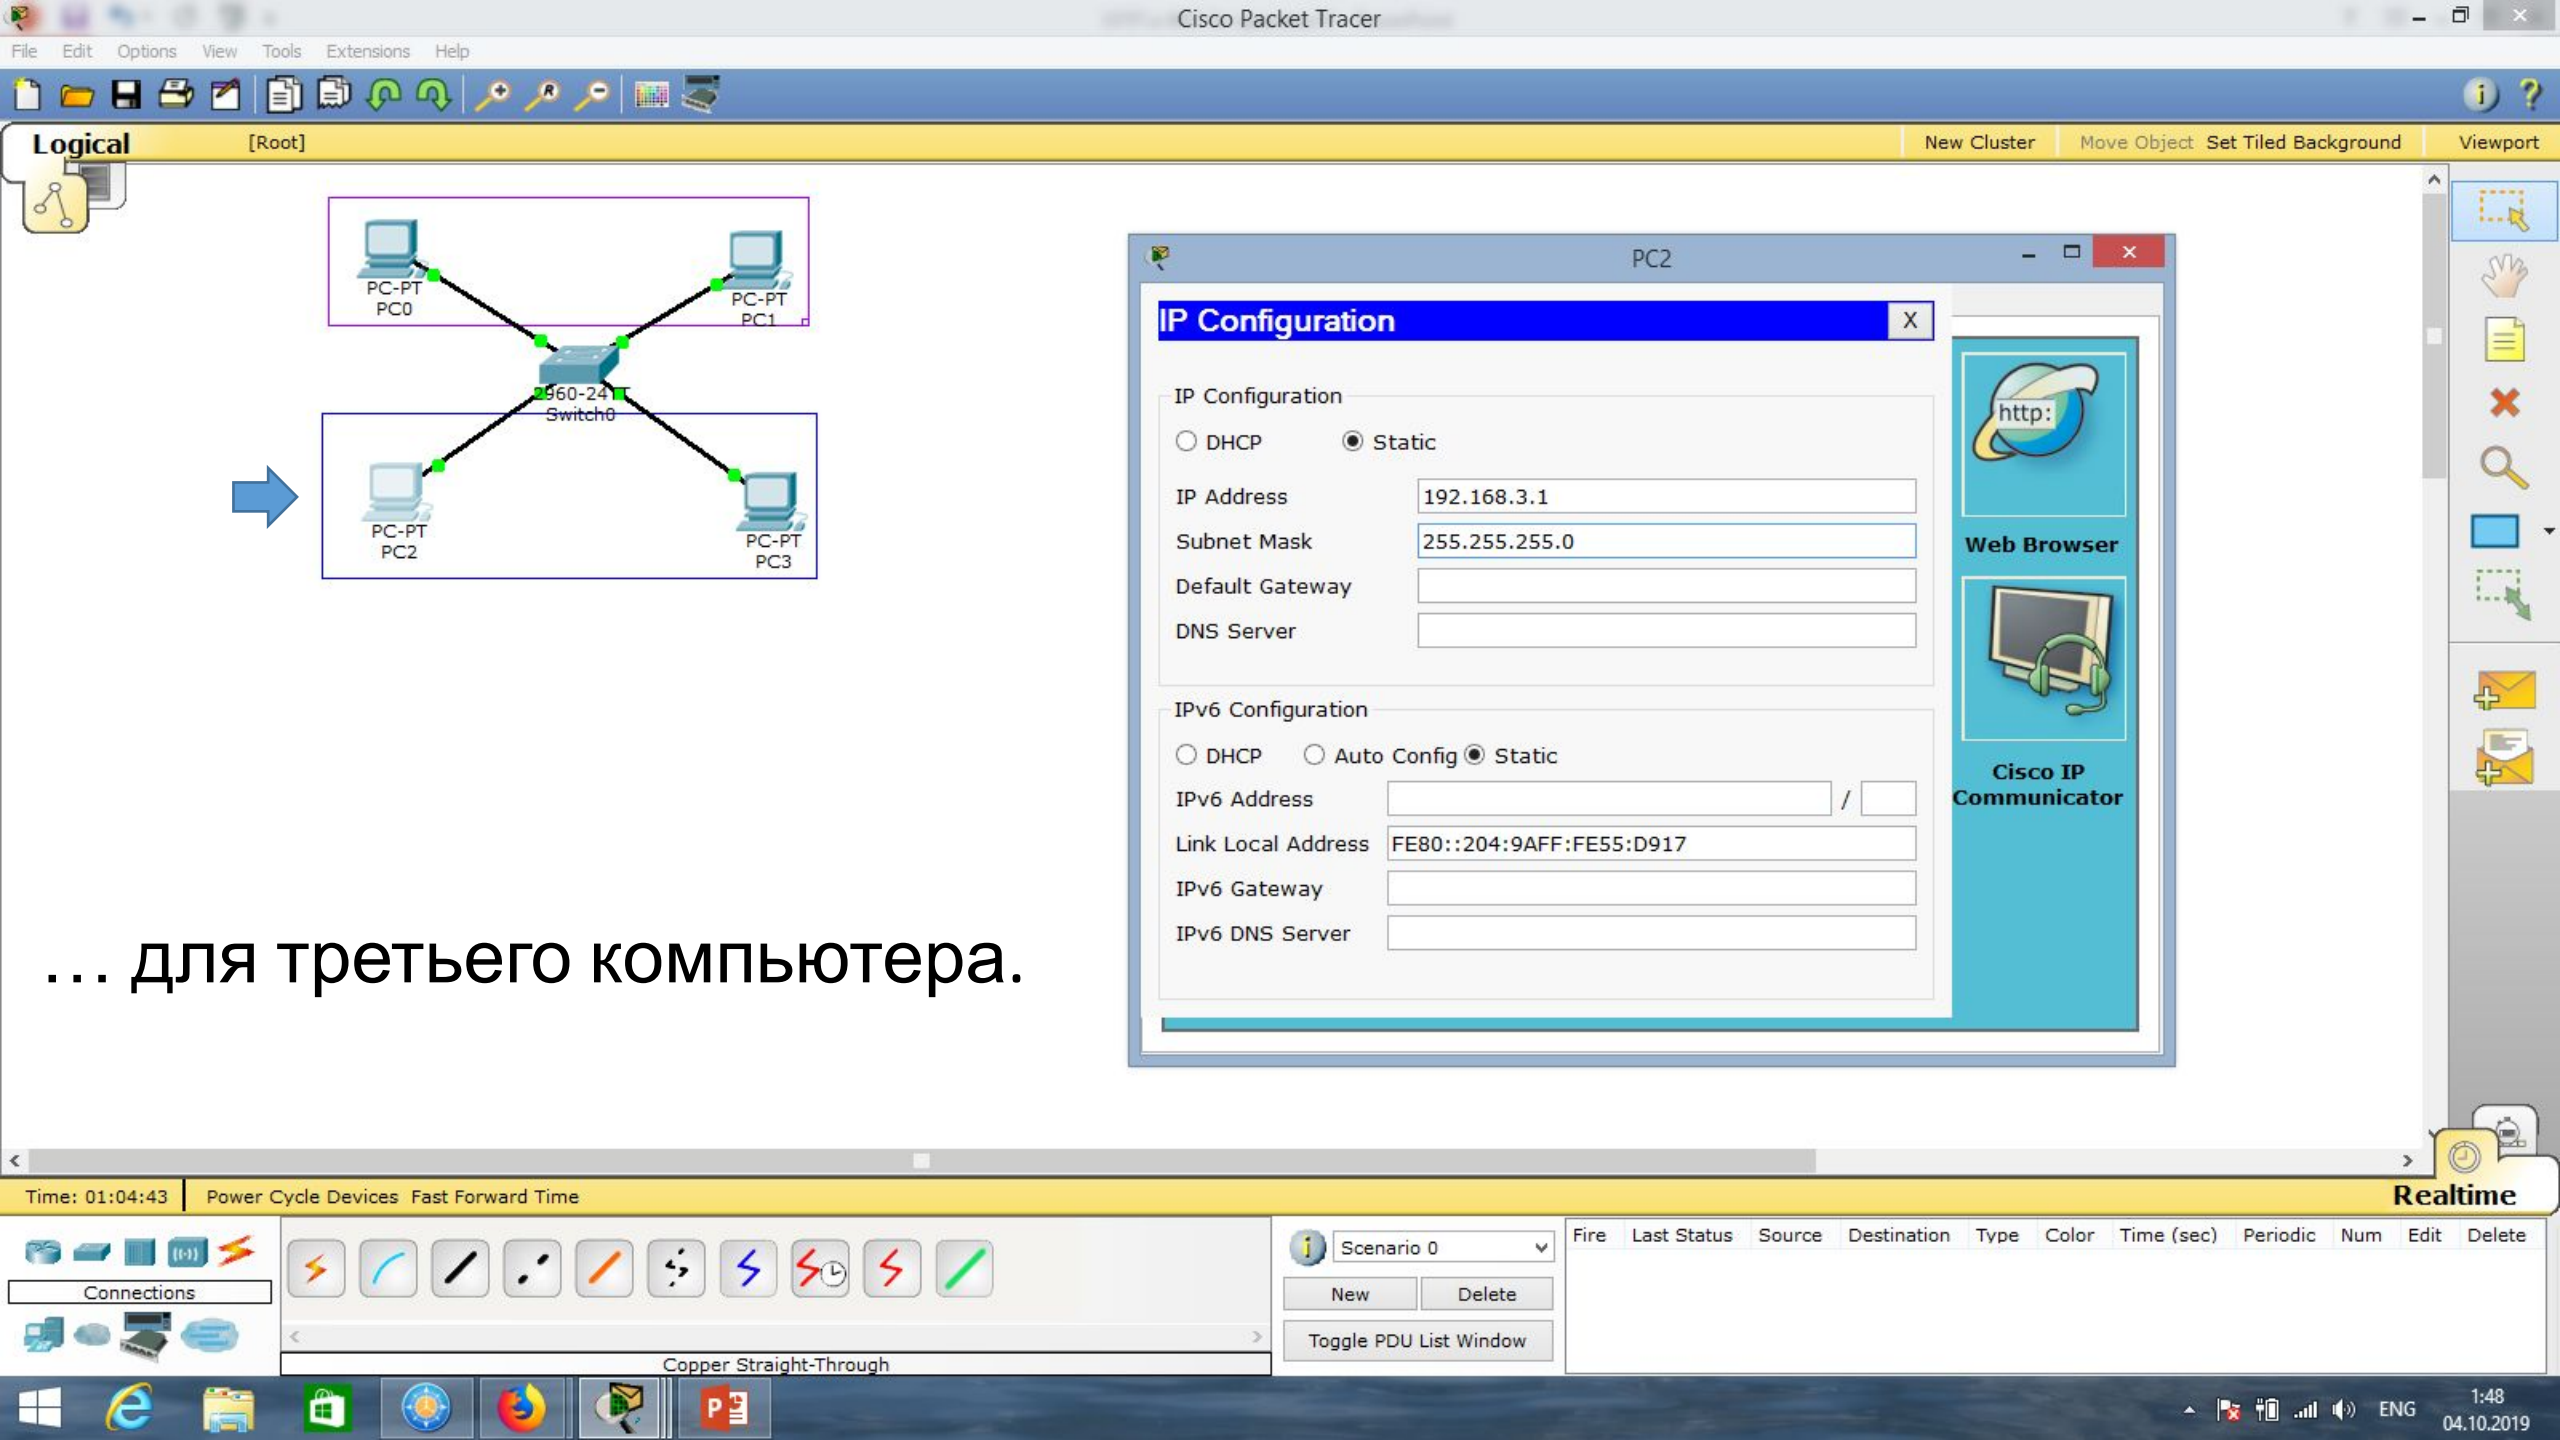 Cisco Packet Tracer
File Edit Options View Tools Extensions Help
Logical [Root] New Cluster Move Object Set Tiled Background Viewport
PC-PT
PC0
PC-PT
PC1
2960-24TT
Switch0
PC-PT
PC2
PC-PT
PC3
PC2
IP Configuration X
IP Configuration
DHCP Static
IP Address 192.168.3.1
Subnet Mask 255.255.255.0
Default Gateway
DNS Server
IPv6 Configuration
DHCP Auto Config Static
IPv6 Address /
Link Local Address FE80::204:9AFF:FE55:D917
IPv6 Gateway
IPv6 DNS Server
http:
Web Browser
Cisco IP
Communicator
... для третьего компьютера.
Time: 01:04:43 Power Cycle Devices Fast Forward Time Realtime
Connections
Copper Straight-Through
Scenario 0
New Delete
Toggle PDU List Window
Fire Last Status Source Destination Type Color Time (sec) Periodic Num Edit Delete
ENG
1:48
04.10.2019